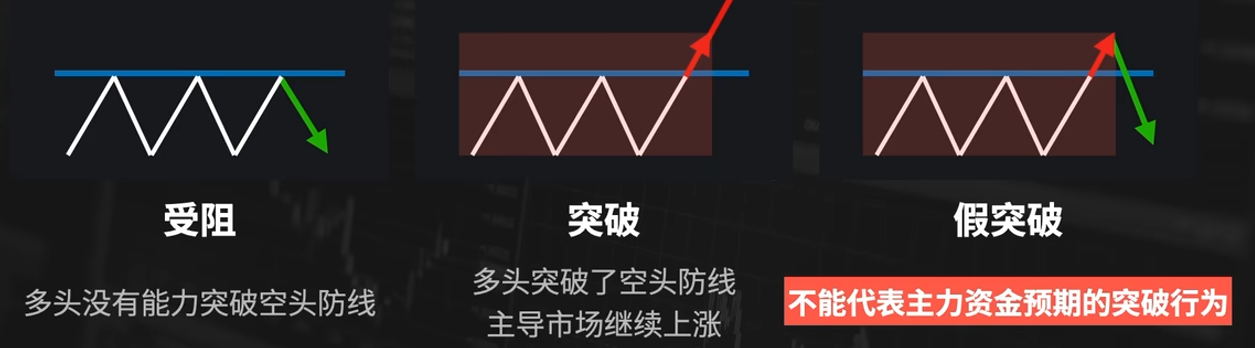 受阻
突破
假突破
多头没有能力突破空头防线
多头突破了空头防线
主导市场继续上涨
不能代表主力资金预期的突破行为